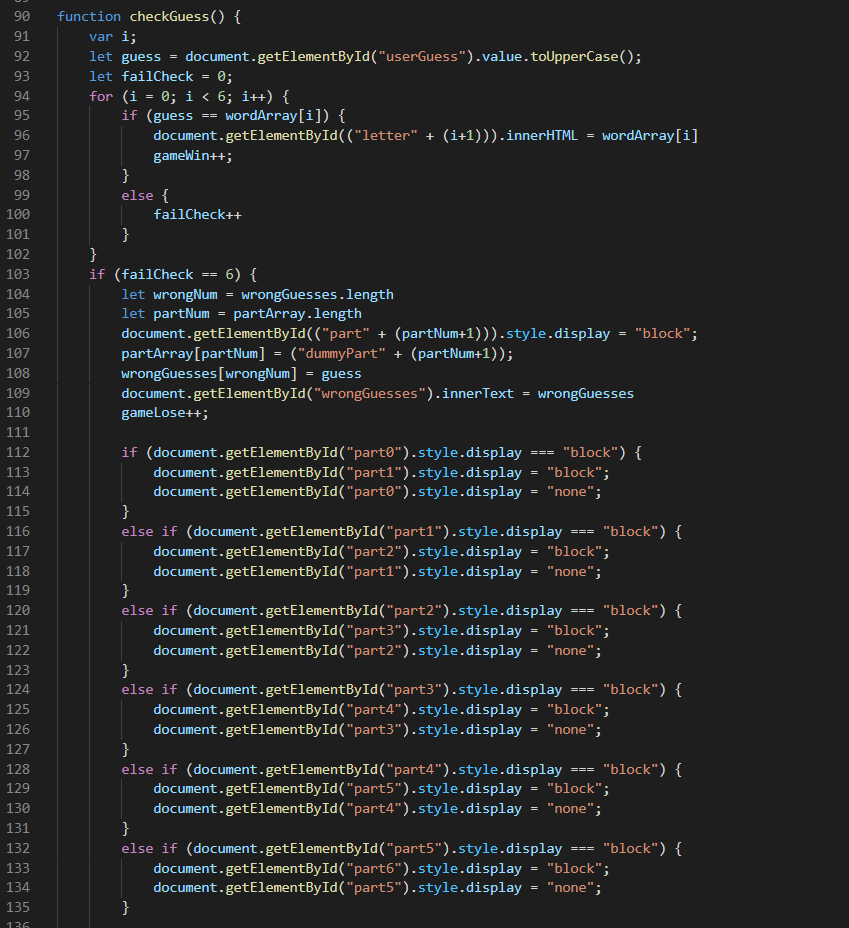 90 function checkGuess() {
91 var i;
92 let guess = document.getElementById("userGuess").value.toUpperCase();
93 let failCheck = 0;
94 for (i = 0; i < 6; i++) {
95 if (guess == wordArray[i]) {
96 document.getElementById(("letter" + (i+1))).innerHTML = wordArray[i]
97 gameWin++;
98 }
99 else {
100 failCheck++
101 }
102 }
103 if (failCheck == 6) {
104 let wrongNum = wrongGuesses.length
105 let partNum = partArray.length
106 document.getElementById(("part" + (partNum+1))).style.display = "block";
107 partArray[partNum] = ("dummyPart" + (partNum+1));
108 wrongGuesses[wrongNum] = guess
109 document.getElementById("wrongGuesses").innerText = wrongGuesses
110 gameLose++;
111
112 if (document.getElementById("part0").style.display === "block") {
113 document.getElementById("part1").style.display = "block";
114 document.getElementById("part0").style.display = "none";
115 }
116 else if (document.getElementById("part1").style.display === "block") {
117 document.getElementById("part2").style.display = "block";
118 document.getElementById("part1").style.display = "none";
119 }
120 else if (document.getElementById("part2").style.display === "block") {
121 document.getElementById("part3").style.display = "block";
122 document.getElementById("part2").style.display = "none";
123 }
124 else if (document.getElementById("part3").style.display === "block") {
125 document.getElementById("part4").style.display = "block";
126 document.getElementById("part3").style.display = "none";
127 }
128 else if (document.getElementById("part4").style.display === "block") {
129 document.getElementById("part5").style.display = "block";
130 document.getElementById("part4").style.display = "none";
131 }
132 else if (document.getElementById("part5").style.display === "block") {
133 document.getElementById("part6").style.display = "block";
134 document.getElementById("part5").style.display = "none";
135 }
136